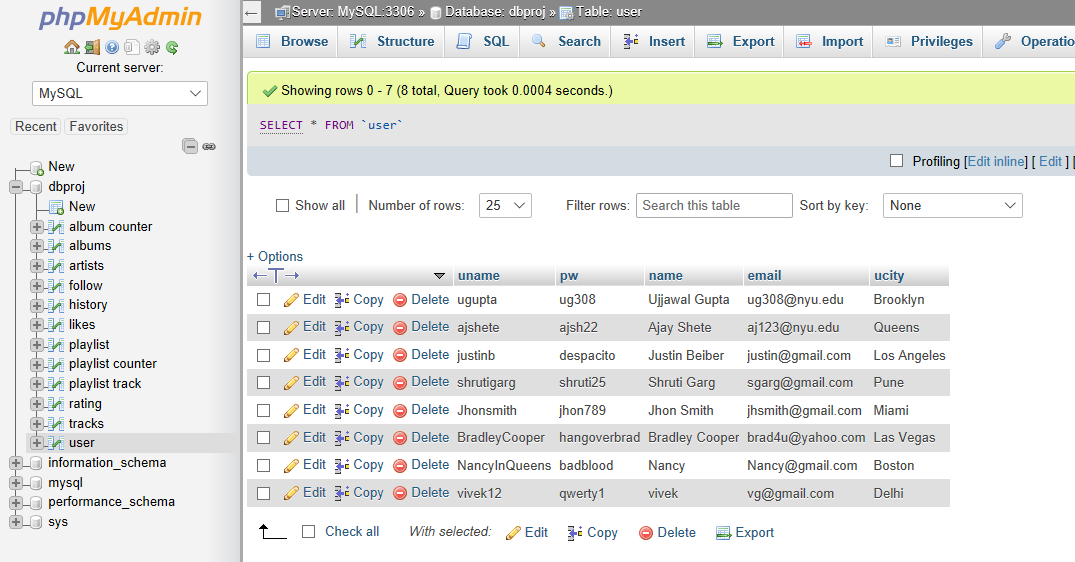 phpMyAdmin
Current server:
MySQL
Recent Favorites
New
dbproj
New
album counter
albums
artists
follow
history
likes
playlist
playlist counter
playlist track
rating
tracks
user
information_schema
mysql
performance_schema
sys
Server: MySQL:3306 » Database: dbproj » Table: user
Browse Structure SQL Search Insert Export Import Privileges Operatio
Showing rows 0 - 7 (8 total, Query took 0.0004 seconds.)
SELECT * FROM `user`
Profiling [Edit inline] [ Edit ] [
Show all Number of rows: 25 Filter rows: Search this table Sort by key: None
+ Options
uname pw name email ucity
Edit Copy Delete ugupta ug308 Ujjawal Gupta ug308@nyu.edu Brooklyn
Edit Copy Delete ajshete ajsh22 Ajay Shete aj123@nyu.edu Queens
Edit Copy Delete justinb despacito Justin Beiber justin@gmail.com Los Angeles
Edit Copy Delete shrutigarg shruti25 Shruti Garg sgarg@gmail.com Pune
Edit Copy Delete Jhonsmith jhon789 Jhon Smith jhsmith@gmail.com Miami
Edit Copy Delete BradleyCooper hangoverbrad Bradley Cooper brad4u@yahoo.com Las Vegas
Edit Copy Delete NancyInQueens badblood Nancy Nancy@gmail.com Boston
Edit Copy Delete vivek12 qwerty1 vivek vg@gmail.com Delhi
Check all With selected: Edit Copy Delete Export